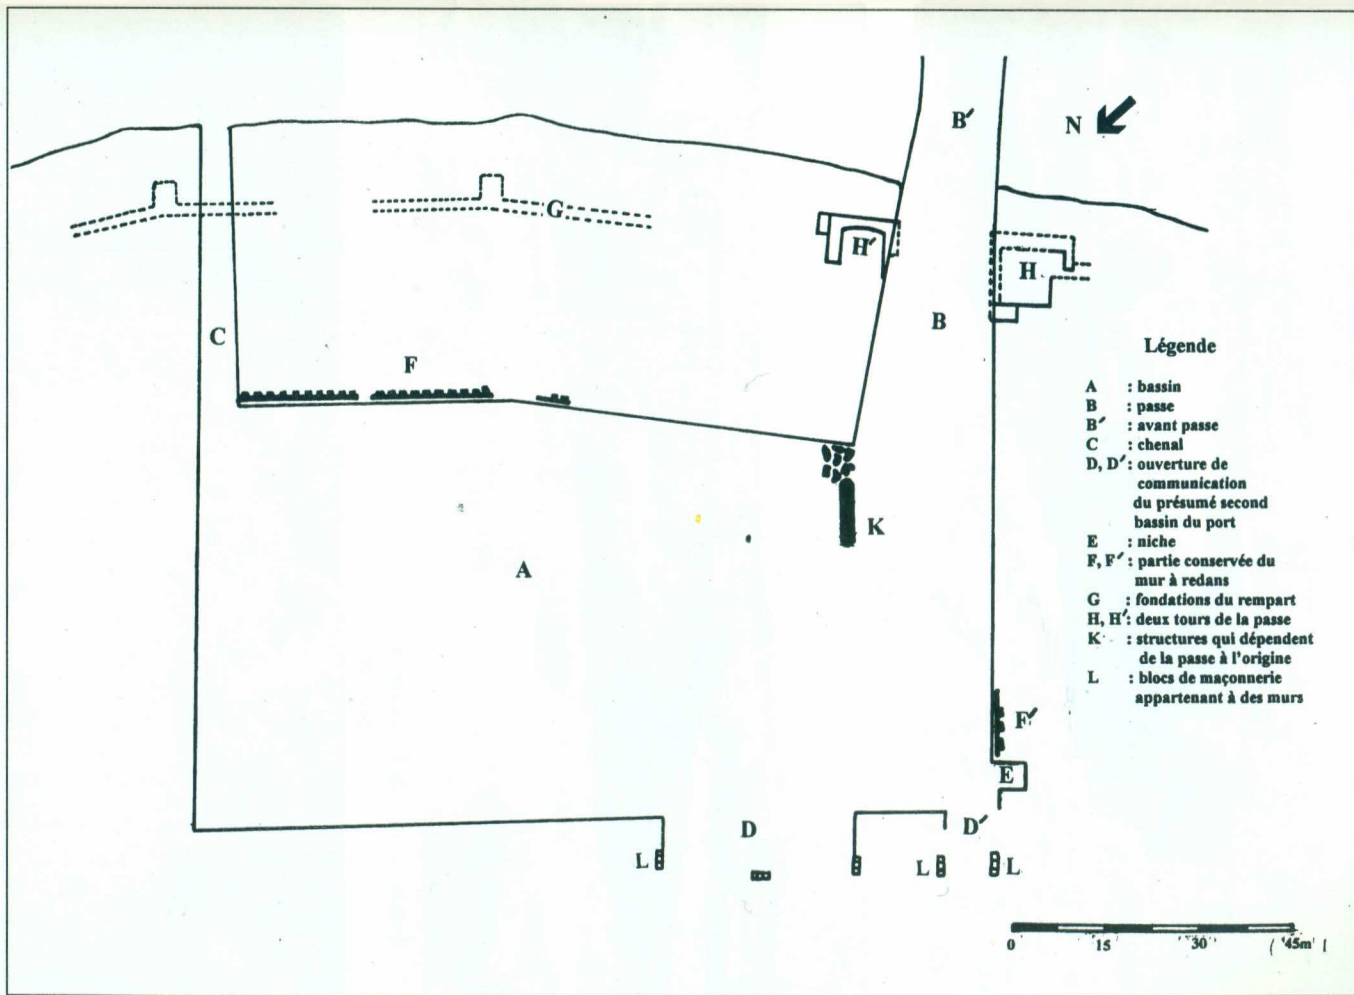 B′
N
G
H′
H
C
B
F
K
A
F′
E
D
D′
L
L
L
Légende
A : bassin
B : passe
B′ : avant passe
C : chenal
D, D′ : ouverture de
communication
du présumé second
bassin du port
E : niche
F, F′ : partie conservée du
mur à redans
G : fondations du rempart
H, H′ : deux tours de la passe
K : structures qui dépendent
de la passe à l'origine
L : blocs de maçonnerie
appartenant à des murs
0 15 30 45m